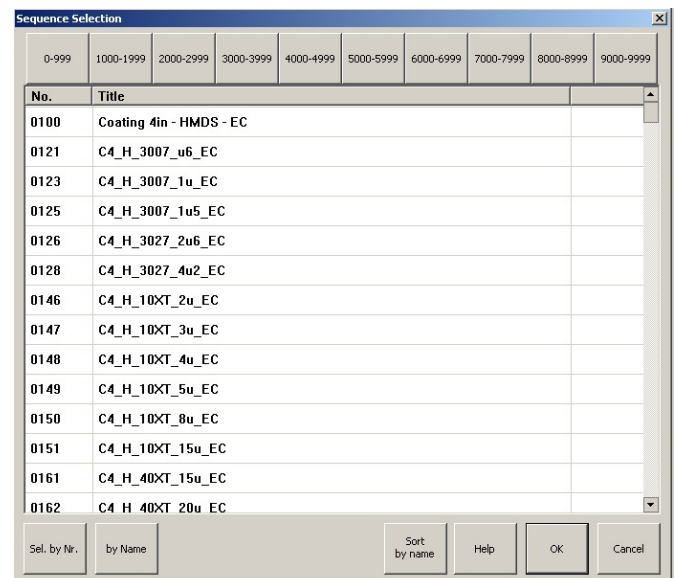 Sequence Selection
0-999 1000-1999 2000-2999 3000-3999 4000-4999 5000-5999 6000-6999 7000-7999 8000-8999 9000-9999
No. Title
0100 Coating 4in - HMDS - EC
0121 C4_H_3007_u6_EC
0123 C4_H_3007_1u_EC
0125 C4_H_3007_1u5_EC
0126 C4_H_3027_2u6_EC
0128 C4_H_3027_4u2_EC
0146 C4_H_10XT_2u_EC
0147 C4_H_10XT_3u_EC
0148 C4_H_10XT_4u_EC
0149 C4_H_10XT_5u_EC
0150 C4_H_10XT_8u_EC
0151 C4_H_10XT_15u_EC
0161 C4_H_40XT_15u_EC
0162 C4_H_40XT_20u_EC
Sel. by Nr. by Name Sort by name Help OK Cancel